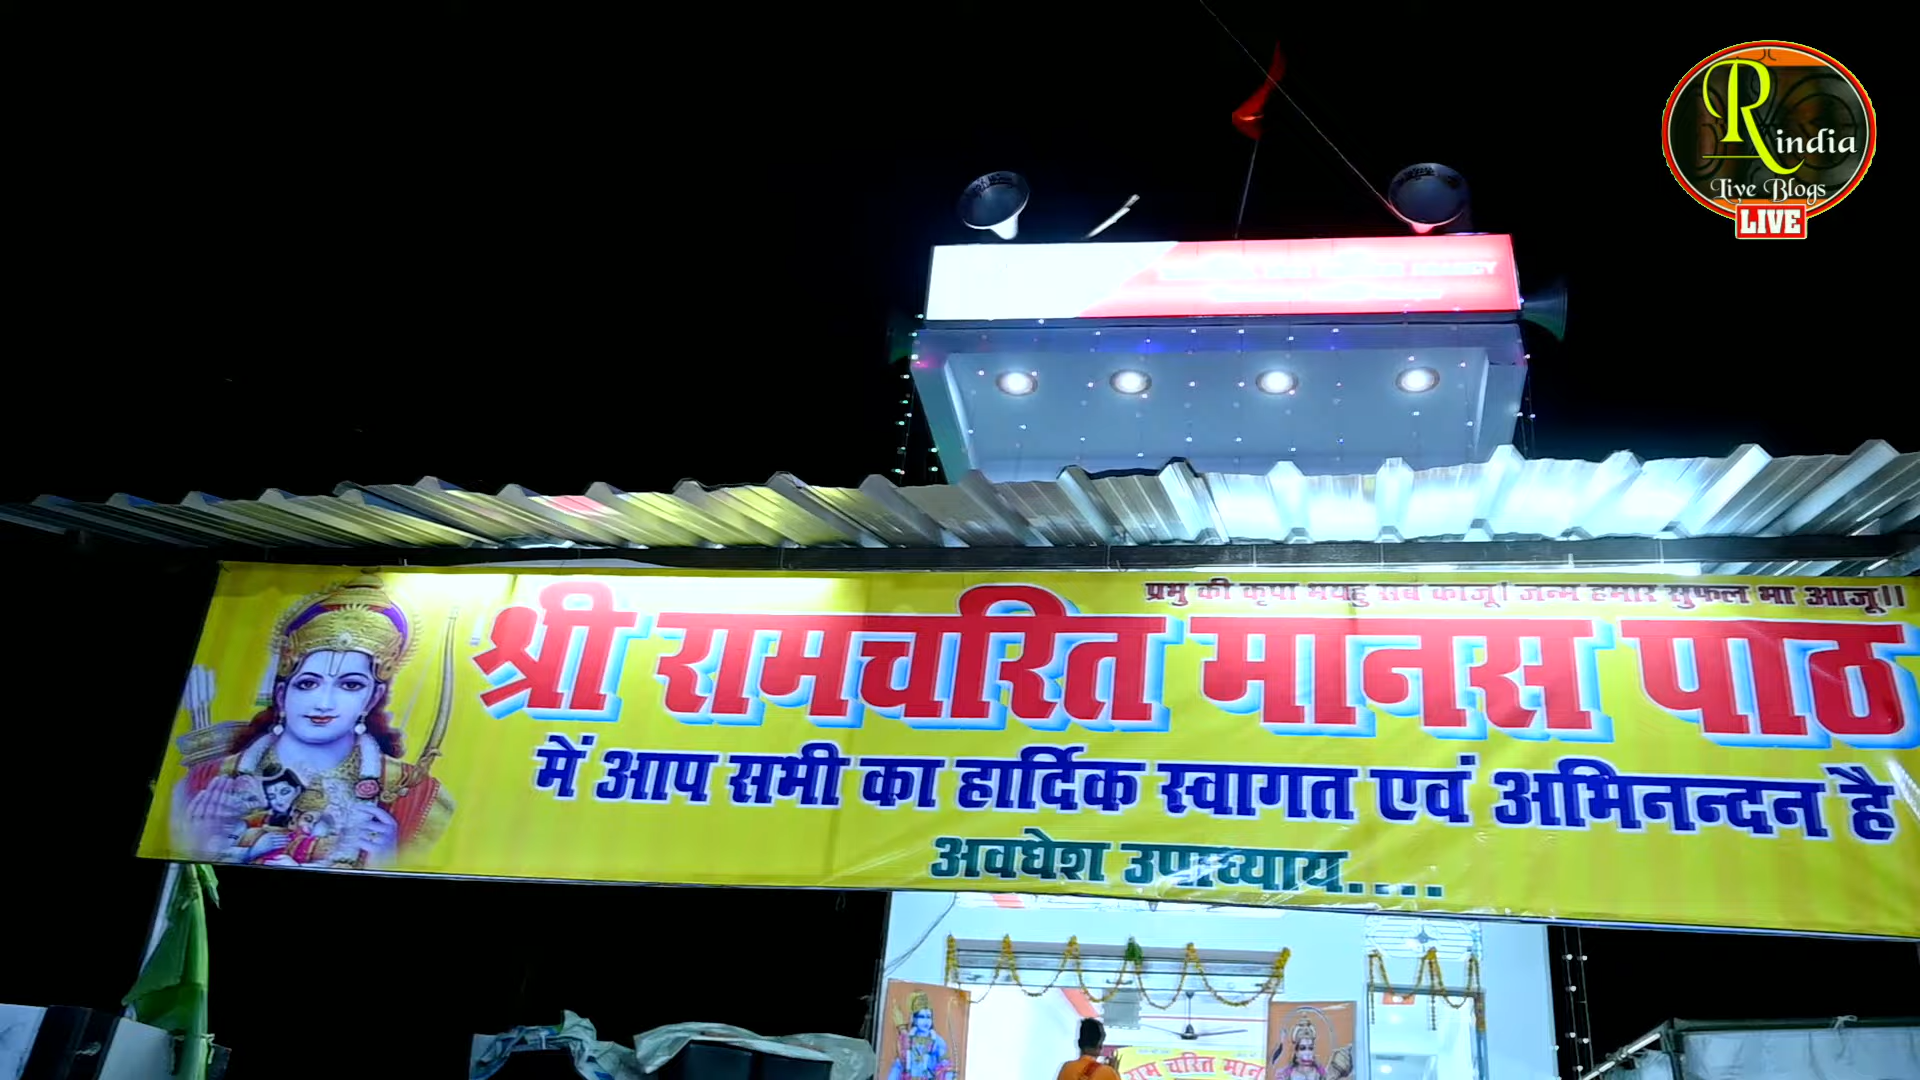 R india
Live Blogs
LIVE
प्रभु की कृपा भयहु सब काजू। जन्म हमार सुफल भा आजू।।
श्री रामचरित मानस पाठ
में आप सभी का हार्दिक स्वागत एवं अभिनन्दन है
अवधेश उपाध्याय....
राम चरित मान